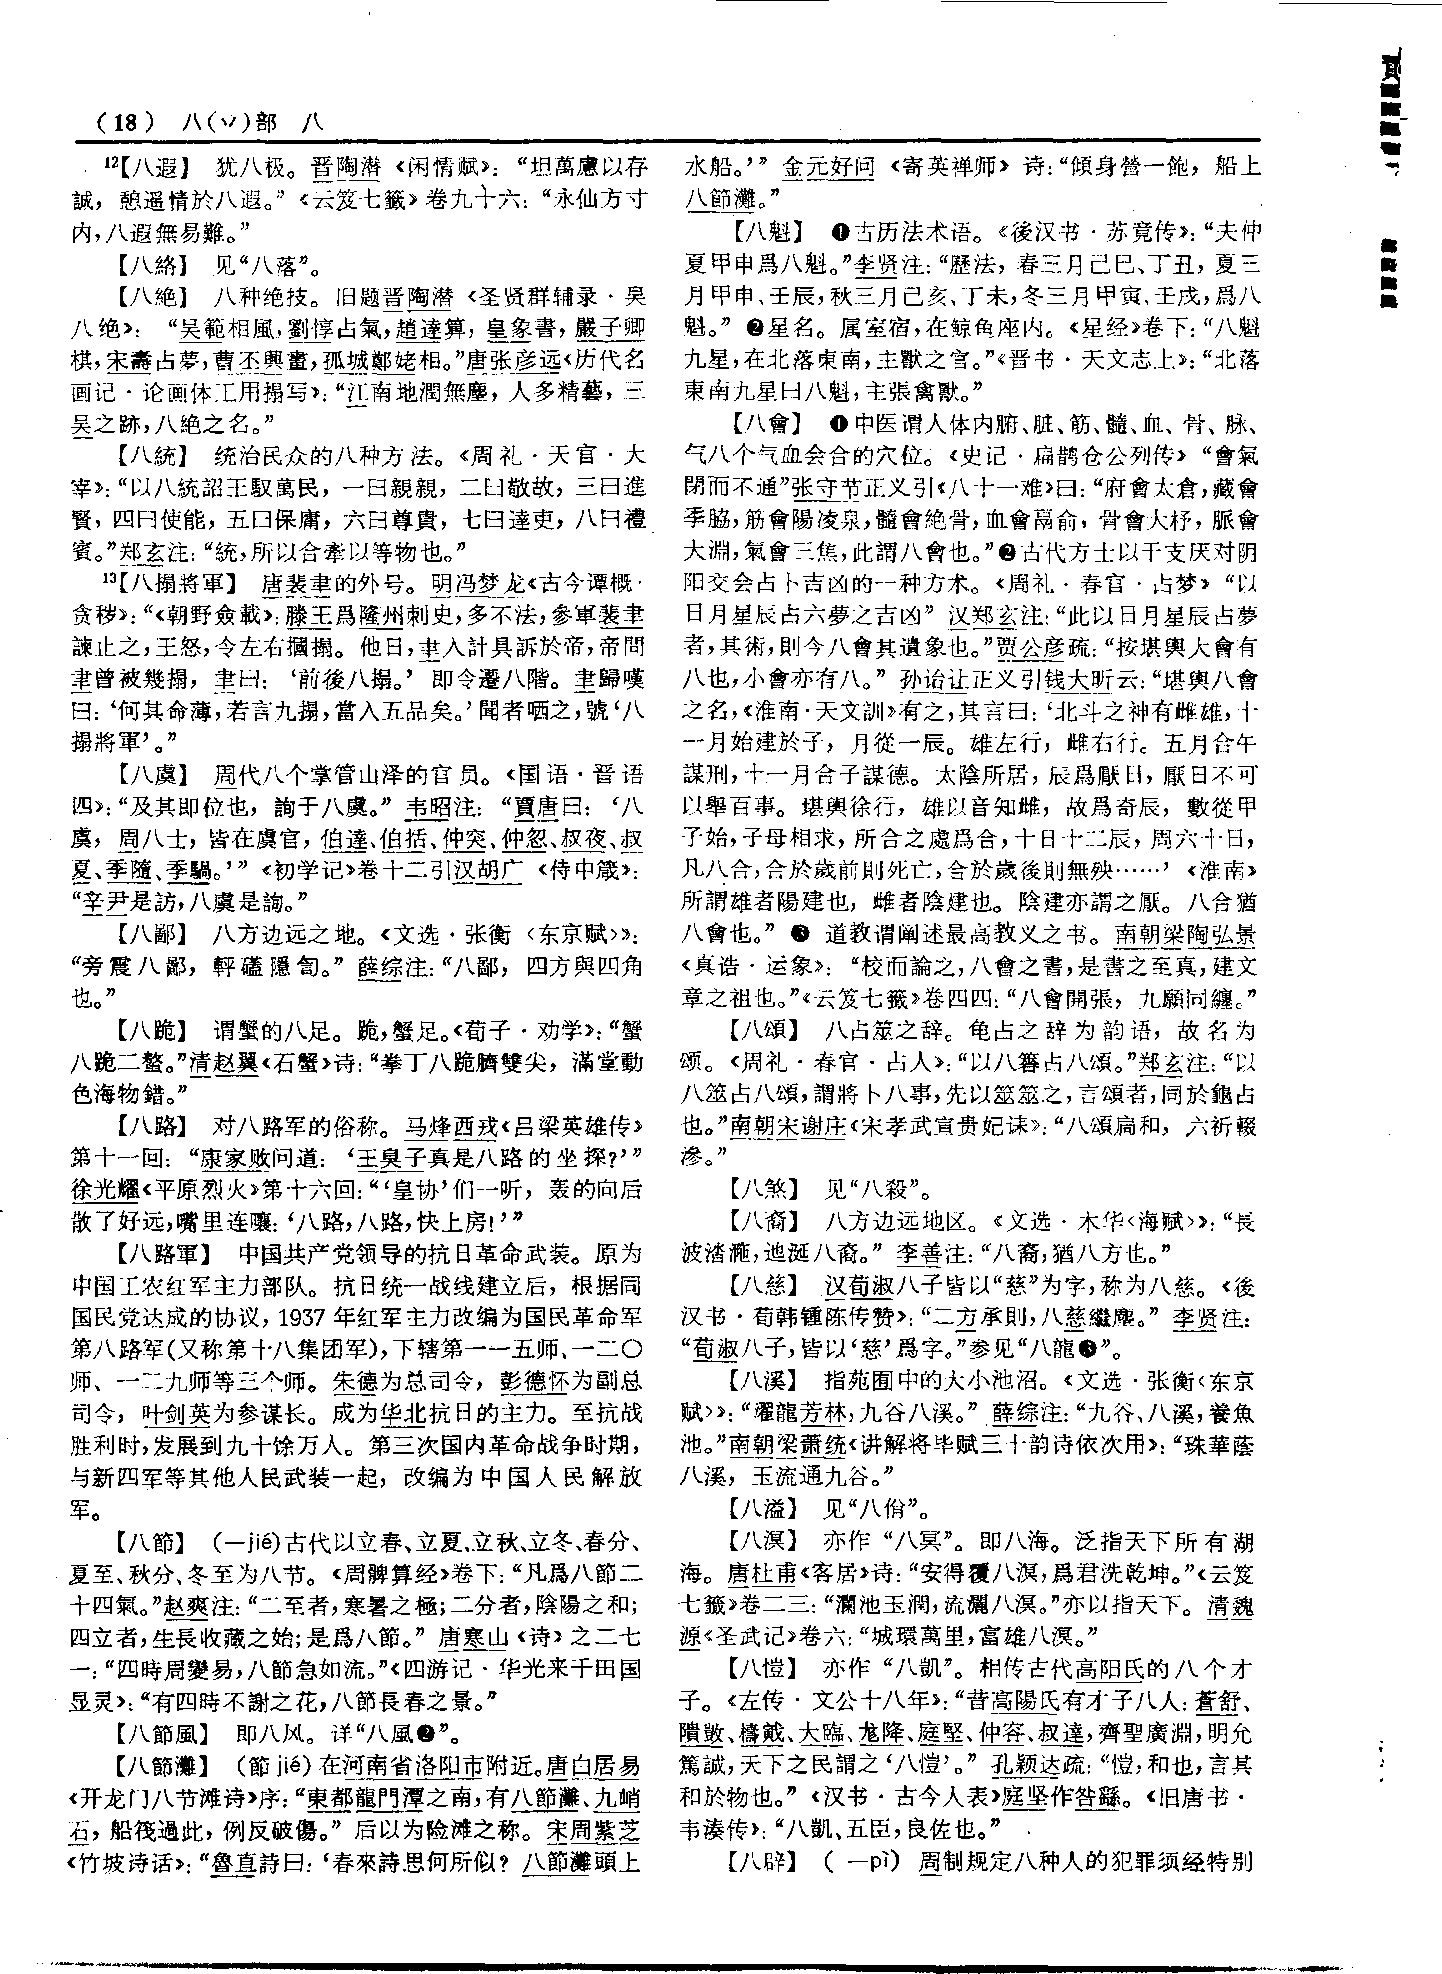 （18） 八(丷)部 八
¹²【八遐】 犹八极。晋陶潜《闲情赋》：“坦萬慮以存
誠，憩遥情於八遐。”《云笈七籤》卷九十六：“永仙方寸
内，八遐無易難。”
【八絡】 见“八落”。
【八絶】 八种绝技。旧题晋陶潜《圣贤群辅录·吴
八绝》：“吴範相風，劉惇占氣，趙達算，皇象書，嚴子卿
棋，宋壽占夢，曹丕興畫，孤城鄭姥相。”唐张彦远《历代名
画记·论画体工用搨写》：“江南地潤無塵，人多精藝，三
吴之跡，八絶之名。”
【八統】 统治民众的八种方法。《周礼·天官·大
宰》：“以八統詔王馭萬民，一曰親親，二曰敬故，三曰進
賢，四曰使能，五曰保庸，六曰尊貴，七曰達吏，八曰禮
賓。”郑玄注：“統，所以合牽以等物也。”
¹³【八搨將軍】 唐裴聿的外号。明冯梦龙《古今谭概·
贪秽》：“《朝野僉載》：滕王爲隆州刺史，多不法，參軍裴聿
諫止之，王怒，令左右摑搨。他日，聿入計具訴於帝，帝問
聿曾被幾搨，聿曰：‘前後八搨。’即令遷八階。聿歸嘆
曰：‘何其命薄，若言九搨，當入五品矣。’聞者哂之，號‘八
搨將軍’。”
【八虞】 周代八个掌管山泽的官员。《国语·晋语
四》：“及其即位也，詢于八虞。”韦昭注：“賈唐曰：‘八
虞，周八士，皆在虞官，伯達、伯括、仲突、仲忽、叔夜、叔
夏、季隨、季騧。’”《初学记》卷十二引汉胡广《侍中箴》：
“辛尹是訪，八虞是詢。”
【八鄙】 八方边远之地。《文选·张衡〈东京赋〉》：
“旁震八鄙，軯礚隱訇。”薛综注：“八鄙，四方與四角
也。”
【八跪】 谓蟹的八足。跪，蟹足。《荀子·劝学》：“蟹
八跪二螯。”清赵翼《石蟹》诗：“拳丁八跪臍雙尖，滿堂動
色海物錯。”
【八路】 对八路军的俗称。马烽西戎《吕梁英雄传》
第十一回：“康家败问道：‘王臭子真是八路的坐探？’”
徐光耀《平原烈火》第十六回：“‘皇协’们一听，轰的向后
散了好远，嘴里连嚷：‘八路，八路，快上房！’”
【八路軍】 中国共产党领导的抗日革命武装。原为
中国工农红军主力部队。抗日统一战线建立后，根据同
国民党达成的协议，1937年红军主力改编为国民革命军
第八路军(又称第十八集团军)，下辖第一一五师、一二〇
师、一二九师等三个师。朱德为总司令，彭德怀为副总
司令，叶剑英为参谋长。成为华北抗日的主力。至抗战
胜利时，发展到九十馀万人。第三次国内革命战争时期，
与新四军等其他人民武装一起，改编为中国人民解放
军。
【八節】 (—jié)古代以立春、立夏、立秋、立冬、春分、
夏至、秋分、冬至为八节。《周髀算经》卷下：“凡爲八節二
十四氣。”赵爽注：“二至者，寒暑之極；二分者，陰陽之和；
四立者，生長收藏之始；是爲八節。”唐寒山《诗》之二七
一：“四時周變易，八節急如流。”《四游记·华光来千田国
显灵》：“有四時不謝之花，八節長春之景。”
【八節風】 即八风。详“八風❷”。
【八節灘】 (節jié)在河南省洛阳市附近。唐白居易
《开龙门八节滩诗》序：“東都龍門潭之南，有八節灘、九峭
石，船筏過此，例反破傷。”后以为险滩之称。宋周紫芝
《竹坡诗话》：“魯直詩曰：‘春來詩思何所似？八節灘頭上
水船。’”金元好问《寄英禅师》诗：“傾身營一飽，船上
八節灘。”
【八魁】 ❶古历法术语。《後汉书·苏竟传》：“夫仲
夏甲申爲八魁。”李贤注：“歷法，春三月己巳、丁丑，夏三
月甲申、壬辰，秋三月己亥、丁未，冬三月甲寅、壬戌，爲八
魁。”❷星名。属室宿，在鲸鱼座内。《星经》卷下：“八魁
九星，在北落東南，主獸之官。”《晋书·天文志上》：“北落
東南九星曰八魁，主張禽獸。”
【八會】 ❶中医谓人体内腑、脏、筋、髓、血、骨、脉、
气八个气血会合的穴位。《史记·扁鹊仓公列传》“會氣
閉而不通”张守节正义引《八十一难》曰：“府會太倉，藏會
季脇，筋會陽凌泉，髓會絶骨，血會鬲俞，骨會大杼，脈會
大淵，氣會三焦，此謂八會也。”❷古代方士以干支厌对阴
阳交会占卜吉凶的一种方术。《周礼·春官·占梦》“以
日月星辰占六夢之吉凶”汉郑玄注：“此以日月星辰占夢
者，其術，則今八會其遺象也。”贾公彦疏：“按堪輿大會有
八也，小會亦有八。”孙诒让正义引钱大昕云：“堪輿八會
之名，《淮南·天文訓》有之，其言曰：‘北斗之神有雌雄，十
一月始建於子，月從一辰。雄左行，雌右行。五月合午
謀刑，十一月合子謀德。太陰所居，辰爲厭日，厭日不可
以舉百事。堪輿徐行，雄以音知雌，故爲奇辰，數從甲
子始，子母相求，所合之處爲合，十日十二辰，周六十日，
凡八合，合於歲前則死亡，合於歲後則無殃……’《淮南》
所謂雄者陽建也，雌者陰建也。陰建亦謂之厭。八合猶
八會也。”❸ 道教谓阐述最高教义之书。南朝梁陶弘景
《真诰·运象》：“校而論之，八會之書，是書之至真，建文
章之祖也。”《云笈七籤》卷四四：“八會開張，九願同纏。”
【八頌】 八占筮之辞。龟占之辞为韵语，故名为
颂。《周礼·春官·占人》：“以八簭占八頌。”郑玄注：“以
八筮占八頌，謂將卜八事，先以筮筮之，言頌者，同於龜占
也。”南朝宋谢庄《宋孝武宣贵妃诔》：“八頌扃和，六祈輟
滲。”
【八煞】 见“八殺”。
【八裔】 八方边远地区。《文选·木华〈海赋〉》：“長
波涾㴰，迆涎八裔。”李善注：“八裔，猶八方也。”
【八慈】 汉荀淑八子皆以“慈”为字，称为八慈。《後
汉书·荀韩锺陈传赞》：“二方承則，八慈繼塵。”李贤注：
“荀淑八子，皆以‘慈’爲字。”参见“八龍❸”。
【八溪】 指苑囿中的大小池沼。《文选·张衡〈东京
赋〉》：“濯龍芳林，九谷八溪。”薛综注：“九谷、八溪，養魚
池。”南朝梁萧统《讲解将毕赋三十韵诗依次用》：“珠華蔭
八溪，玉流通九谷。”
【八溢】 见“八佾”。
【八溟】 亦作“八冥”。即八海。泛指天下所有湖
海。唐杜甫《客居》诗：“安得覆八溟，爲君洗乾坤。”《云笈
七籤》卷二三：“瀾池玉潤，流灑八溟。”亦以指天下。清魏
源《圣武记》卷六：“城環萬里，富雄八溟。”
【八愷】 亦作“八凱”。相传古代高阳氏的八个才
子。《左传·文公十八年》：“昔高陽氏有才子八人：蒼舒、
隤敳、檮戭、大臨、尨降、庭堅、仲容、叔達，齊聖廣淵，明允
篤誠，天下之民謂之‘八愷’。”孔颖达疏：“愷，和也，言其
和於物也。”《汉书·古今人表》庭坚作咎繇。《旧唐书·
韦凑传》：“八凱、五臣，良佐也。”
【八辟】 (—pì) 周制规定八种人的犯罪须经特别